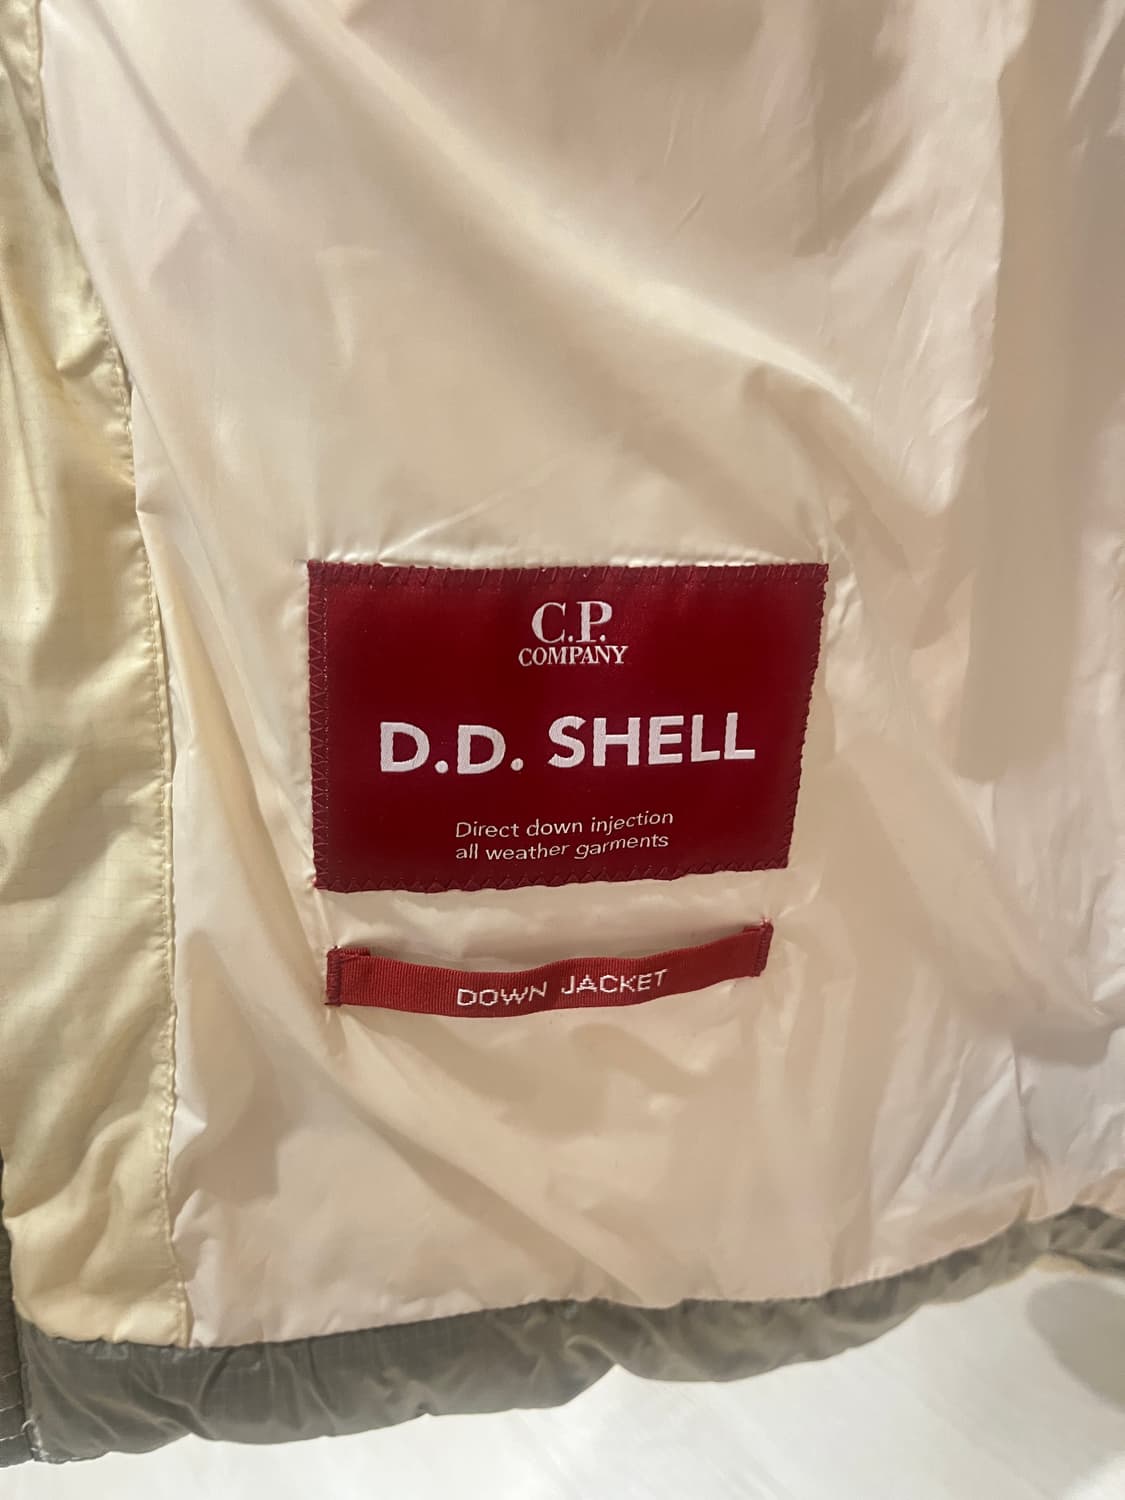 C.P.
COMPANY
D.D. SHELL
Direct down injection
all weather garments
DOWN JACKET